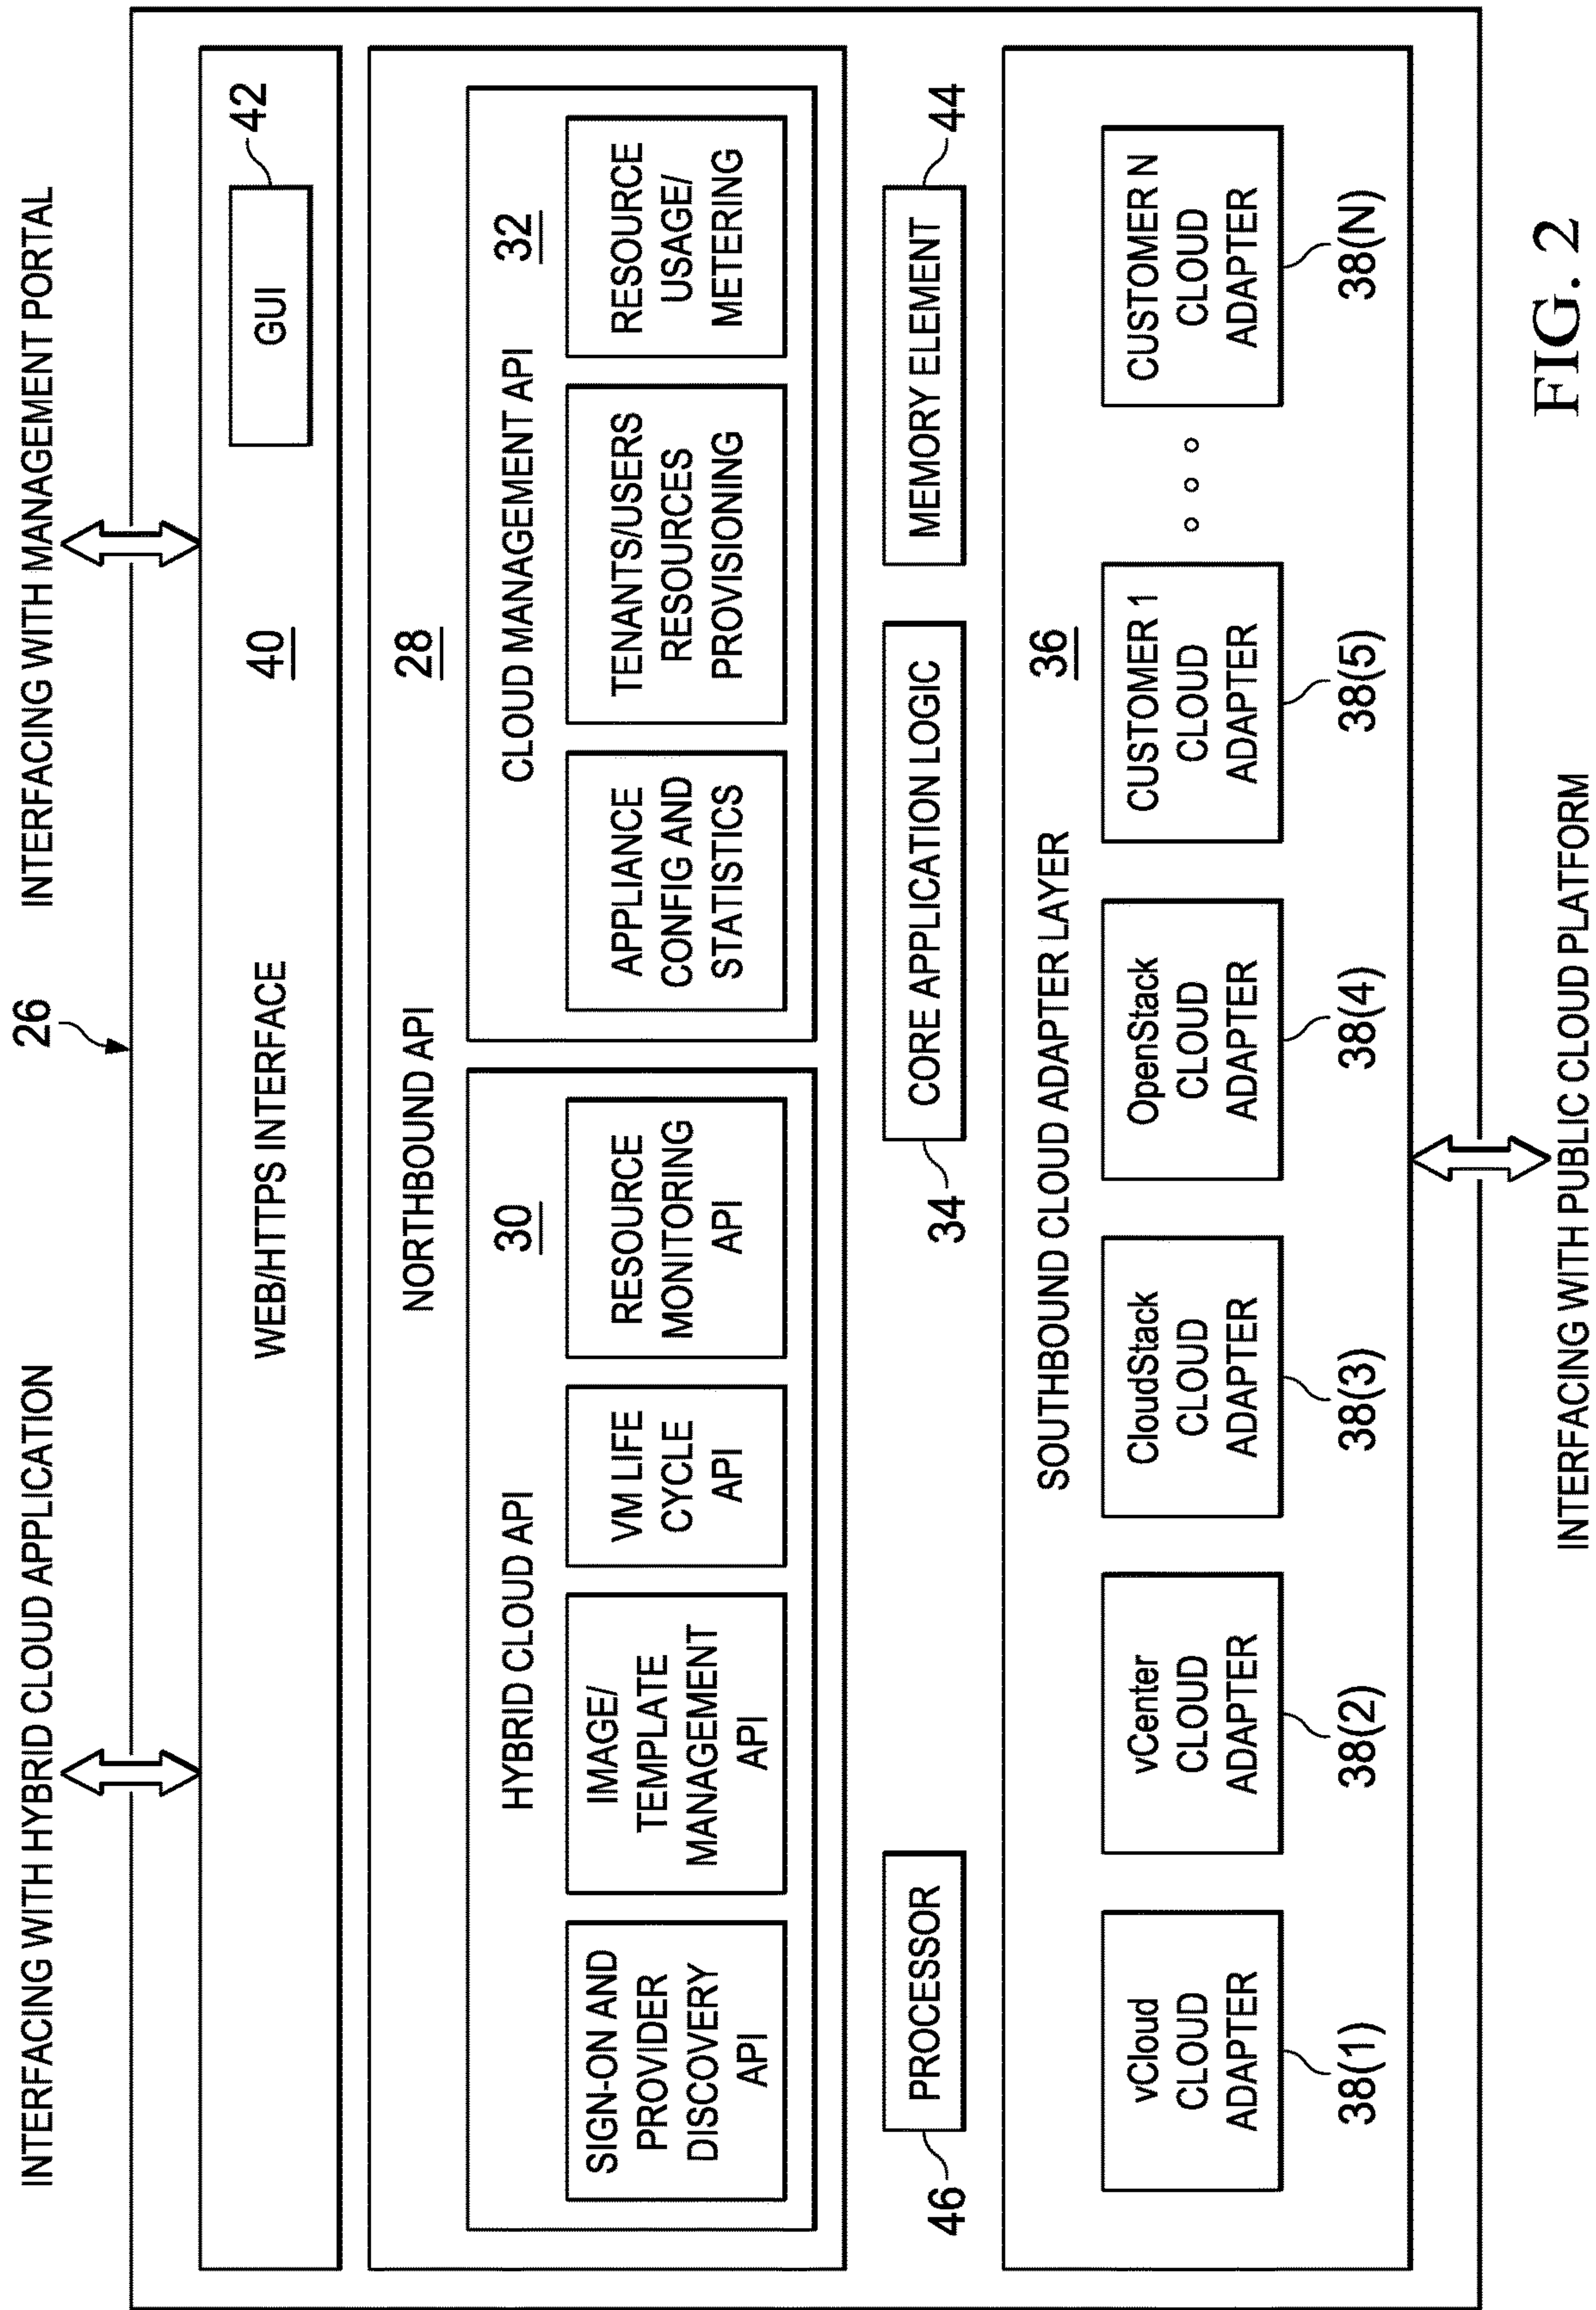 INTERFACING WITH HYBRID CLOUD APPLICATION
INTERFACING WITH MANAGEMENT PORTAL
26
WEB/HTTPS INTERFACE
40
GUI
42
NORTHBOUND API
28
HYBRID CLOUD API
30
SIGN-ON AND
PROVIDER
DISCOVERY
API
IMAGE/
TEMPLATE
MANAGEMENT
API
VM LIFE
CYCLE
API
RESOURCE
MONITORING
API
CLOUD MANAGEMENT API
32
APPLIANCE
CONFIG AND
STATISTICS
TENANTS/USERS
RESOURCES
PROVISIONING
RESOURCE
USAGE/
METERING
46
PROCESSOR
34
CORE APPLICATION LOGIC
MEMORY ELEMENT
44
SOUTHBOUND CLOUD ADAPTER LAYER
36
vCloud
CLOUD
ADAPTER
38(1)
vCenter
CLOUD
ADAPTER
38(2)
CloudStack
CLOUD
ADAPTER
38(3)
OpenStack
CLOUD
ADAPTER
38(4)
CUSTOMER 1
CLOUD
ADAPTER
38(5)
CUSTOMER N
CLOUD
ADAPTER
38(N)
INTERFACING WITH PUBLIC CLOUD PLATFORM
FIG. 2